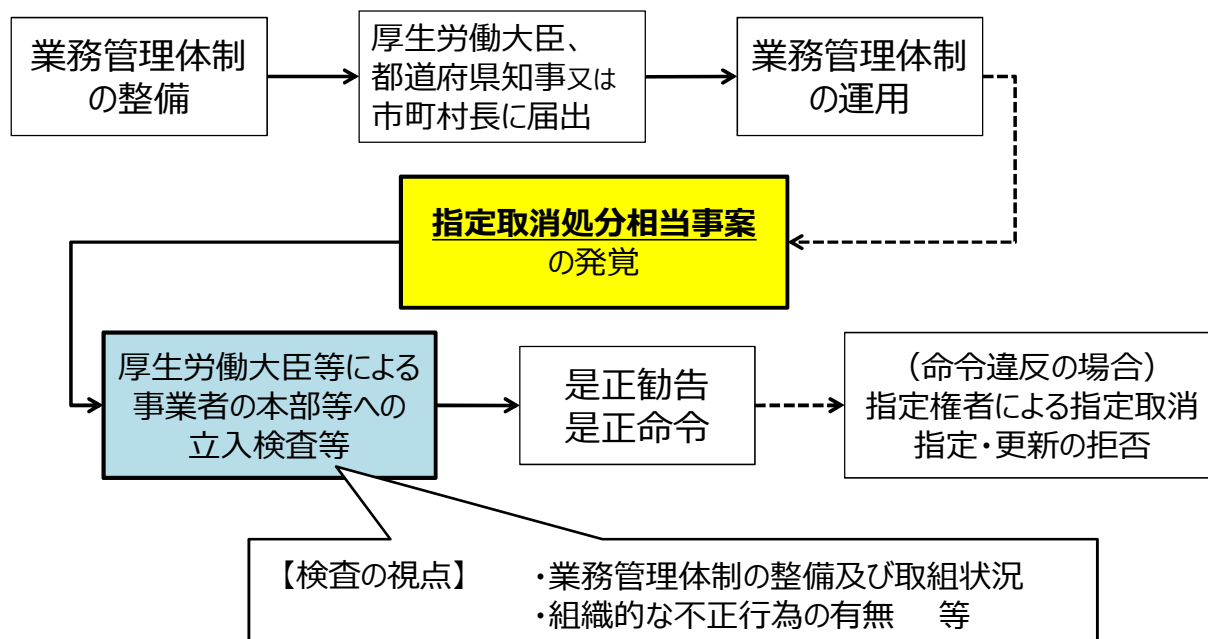 業務管理体制
の整備
厚生労働大臣、
都道府県知事又は
市町村長に届出
業務管理体制
の運用
指定取消処分相当事案
の発覚
厚生労働大臣等による
事業者の本部等への
立入検査等
是正勧告
是正命令
（命令違反の場合）
指定権者による指定取消
指定・更新の拒否
【検査の視点】 ・業務管理体制の整備及び取組状況
・組織的な不正行為の有無 等